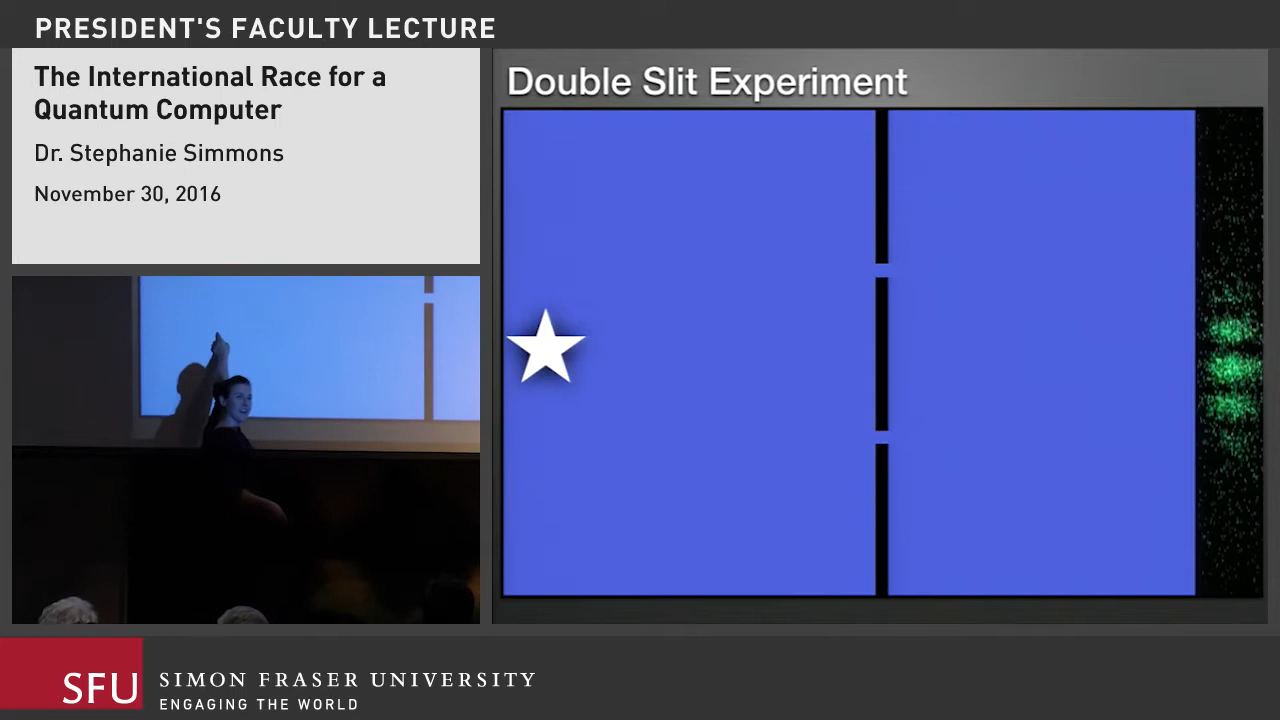 PRESIDENT'S FACULTY LECTURE
The International Race for a
Quantum Computer
Dr. Stephanie Simmons
November 30, 2016
Double Slit Experiment
SFU
SIMON FRASER UNIVERSITY
ENGAGING THE WORLD